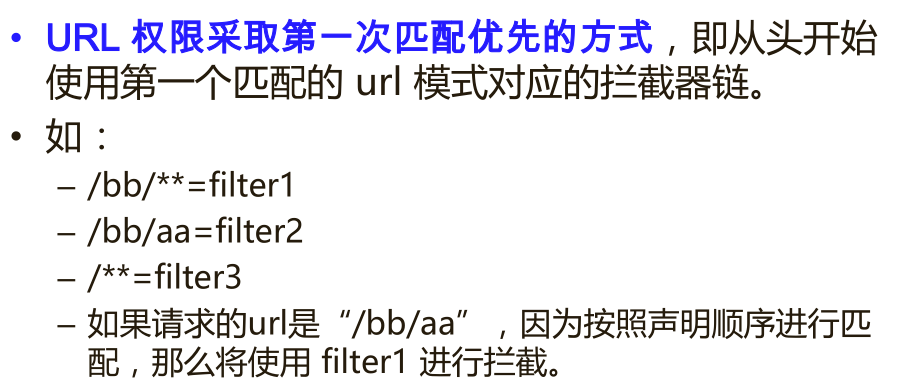 • URL 权限采取第一次匹配优先的方式，即从头开始
使用第一个匹配的 url 模式对应的拦截器链。
• 如：
– /bb/**=filter1
– /bb/aa=filter2
– /**=filter3
– 如果请求的url是“/bb/aa”，因为按照声明顺序进行匹
配，那么将使用 filter1 进行拦截。